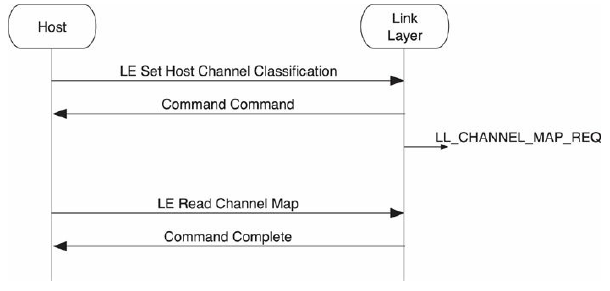 Host
Link
Layer
LE Set Host Channel Classification
Command Command
LL_CHANNEL_MAP_REQ
LE Read Channel Map
Command Complete